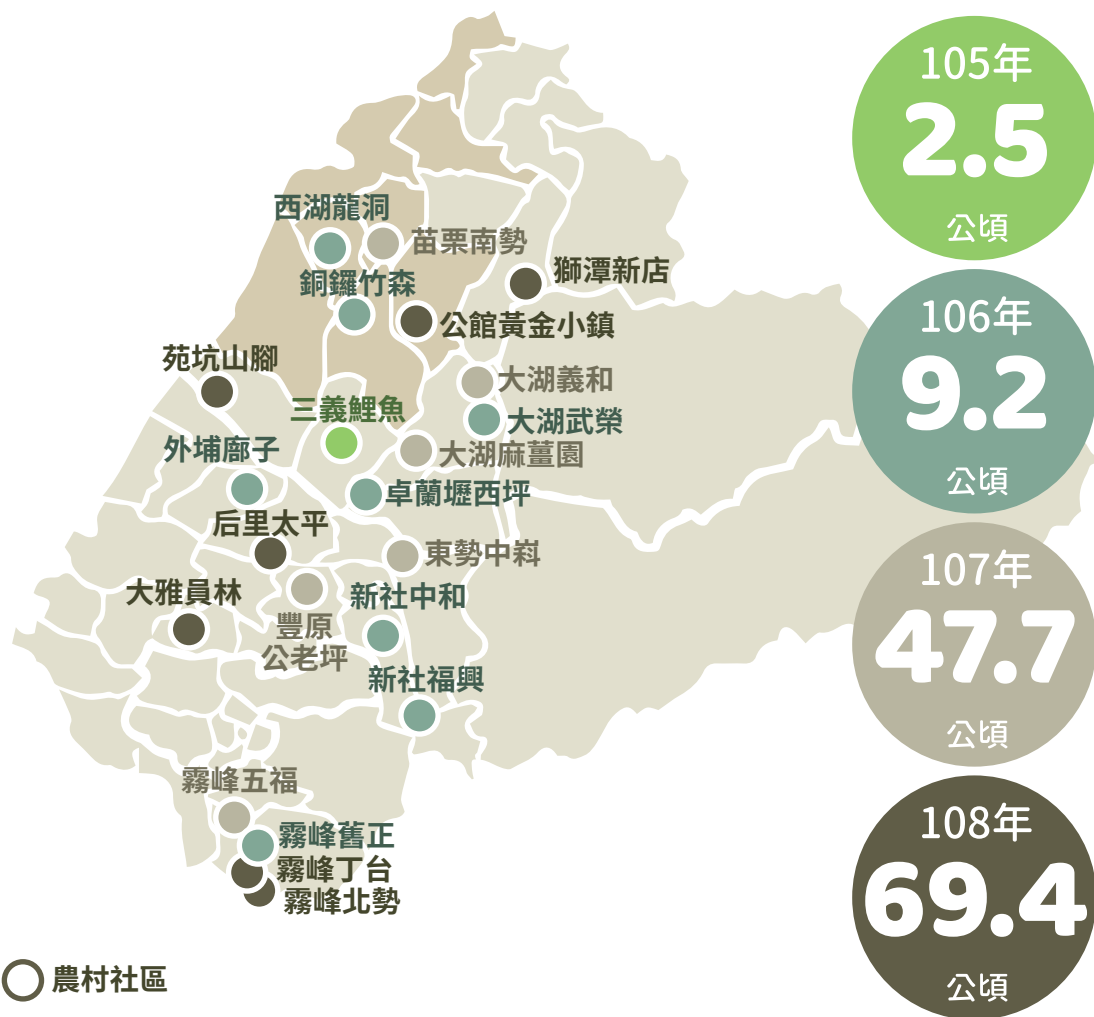 105年
2.5
公頃
106年
9.2
公頃
107年
47.7
公頃
108年
69.4
公頃
西湖龍洞
苗栗南勢
獅潭新店
銅鑼竹森
公館黃金小鎮
苑坑山腳
大湖義和
三義鯉魚
大湖武榮
外埔廍子
大湖麻薑園
卓蘭壢西坪
后里太平
東勢中嵙
大雅員林
新社中和
豐原
公老坪
新社福興
霧峰五福
霧峰舊正
霧峰丁台
霧峰北勢
農村社區